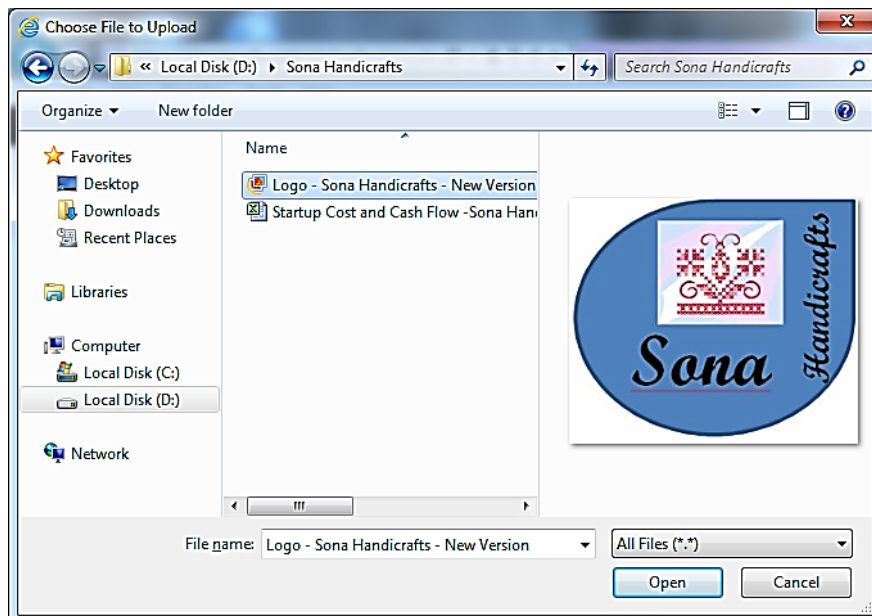 Choose File to Upload
« Local Disk (D:) ▸ Sona Handicrafts
Search Sona Handicrafts
Organize
New folder
Favorites
Desktop
Downloads
Recent Places
Libraries
Computer
Local Disk (C:)
Local Disk (D:)
Network
Name
Logo - Sona Handicrafts - New Version
Startup Cost and Cash Flow -Sona Han
Sona
Handicrafts
File name: Logo - Sona Handicrafts - New Version
All Files (*.*)
Open
Cancel